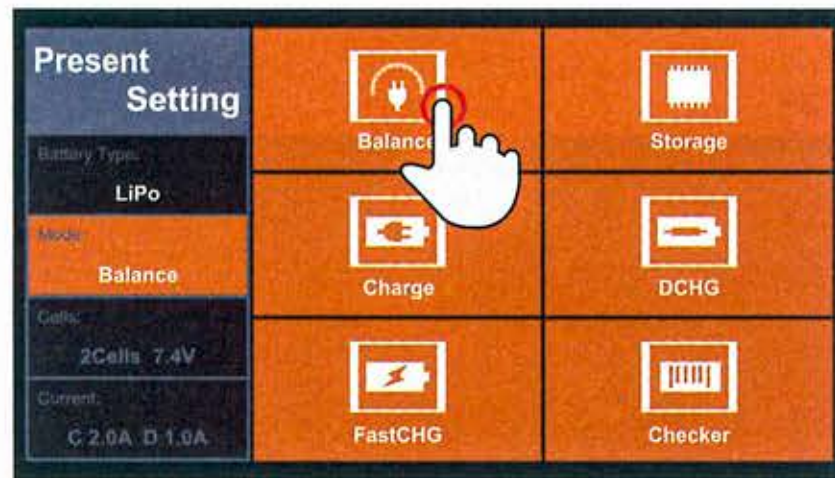 Present
Setting
Battery Type:
LiPo
Mode:
Balance
Cells:
2Cells 7.4V
Current:
C 2.0A D 1.0A
Balance
Storage
Charge
DCHG
FastCHG
Checker